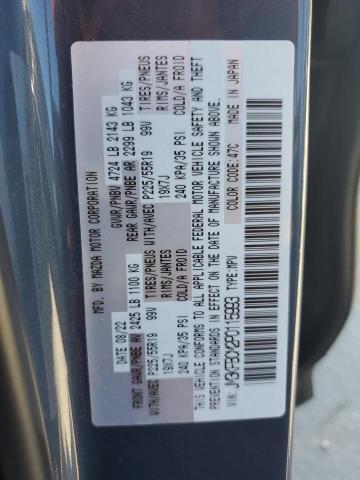 MFD. BY MAZDA MOTOR CORPORATION
DATE 08/22 GVWR/PNBV 4724 LB 2143 KG
FRONT GAWR/PNBE AV 2425 LB 1100 KG REAR GAWR/PNBE AR 2299 LB 1043 KG
TIRES/PNEUS TIRES/PNEUS
WITH/AVEC P225/55R19 99V WITH/AVEC P225/55R19 99V
RIMS/JANTES RIMS/JANTES
19X7J 19X7J
COLD/A FROID COLD/A FROID
240 KPA/35 PSI 240 KPA/35 PSI
THIS VEHICLE CONFORMS TO ALL APPLICABLE FEDERAL MOTOR VEHICLE SAFETY AND THEFT
PREVENTION STANDARDS IN EFFECT ON THE DATE OF MANUFACTURE SHOWN ABOVE.
COLOR CODE: 47C MADE IN JAPAN
TYPE: MPV